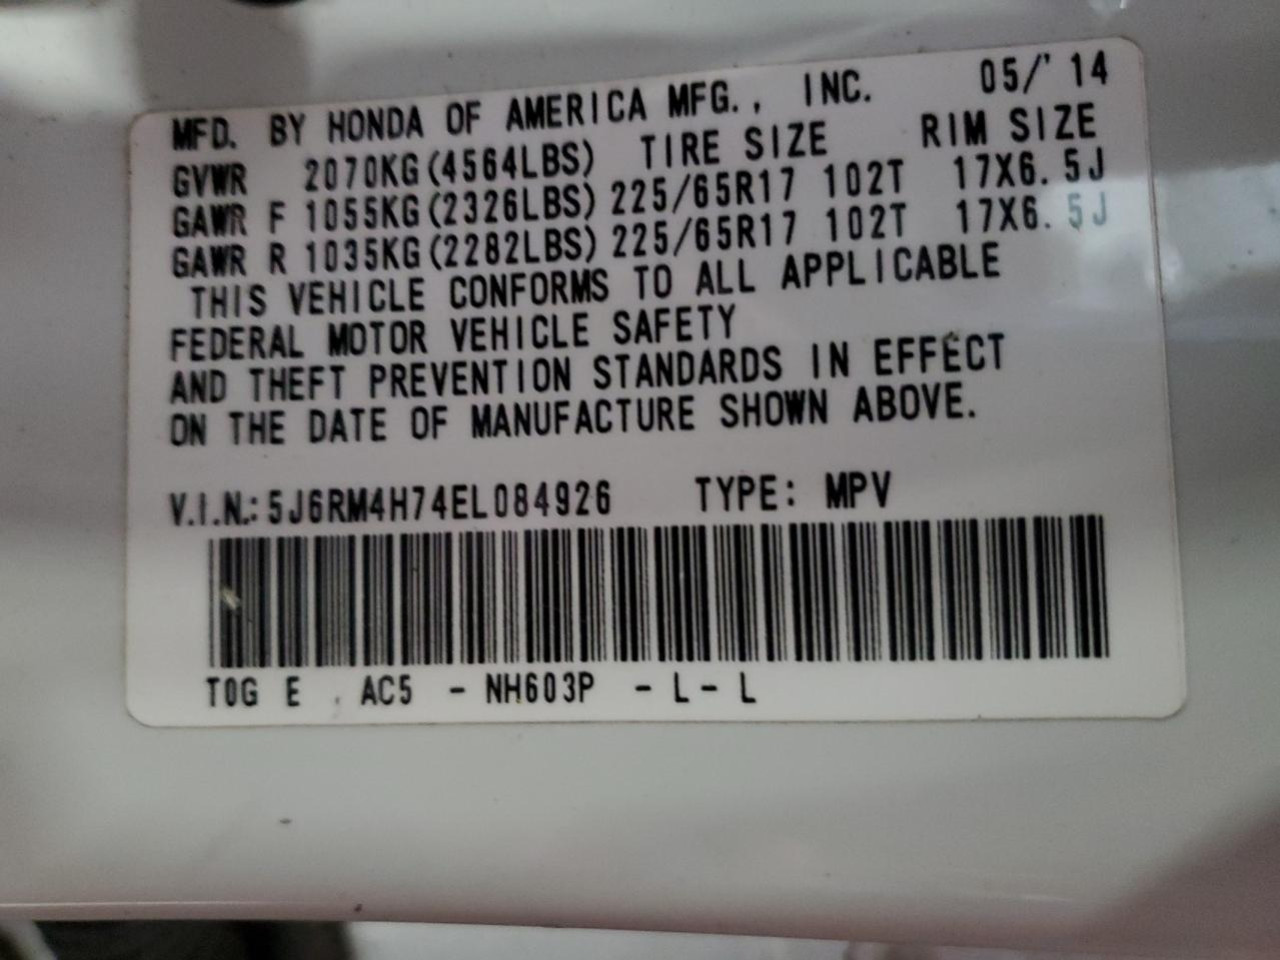 MFD. BY HONDA OF AMERICA MFG., INC. 05/'14
GVWR 2070KG(4564LBS) TIRE SIZE RIM SIZE
GAWR F 1055KG(2326LBS) 225/65R17 102T 17X6.5J
GAWR R 1035KG(2282LBS) 225/65R17 102T 17X6.5J
THIS VEHICLE CONFORMS TO ALL APPLICABLE
FEDERAL MOTOR VEHICLE SAFETY
AND THEFT PREVENTION STANDARDS IN EFFECT
ON THE DATE OF MANUFACTURE SHOWN ABOVE.
V.I.N.: 5J6RM4H74EL084926 TYPE: MPV
T0G E AC5 - NH603P - L - L